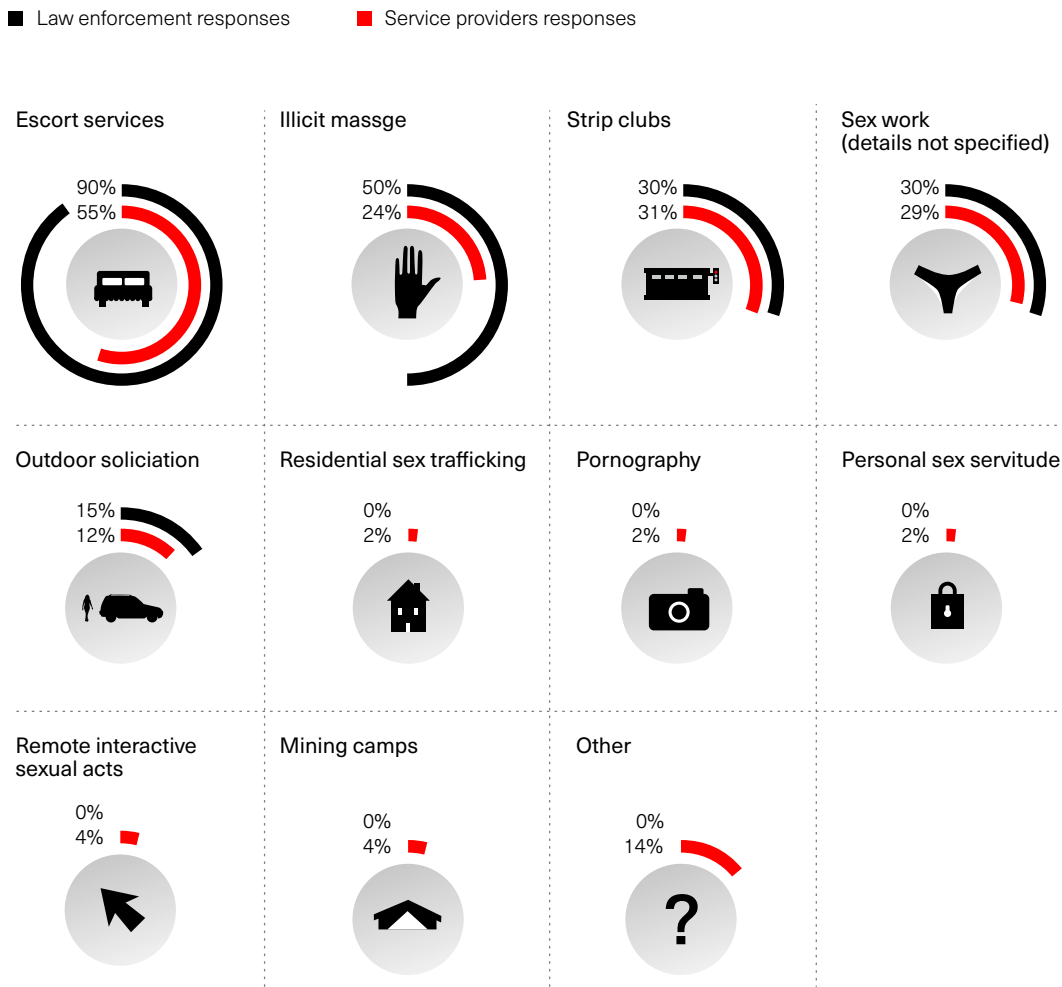 Law enforcement responses
Service providers responses
Escort services
90%
55%
Illicit massge
50%
24%
Strip clubs
30%
31%
Sex work
(details not specified)
30%
29%
Outdoor soliciation
15%
12%
Residential sex trafficking
0%
2%
Pornography
0%
2%
Personal sex servitude
0%
2%
Remote interactive
sexual acts
0%
4%
Mining camps
0%
4%
Other
0%
14%
?